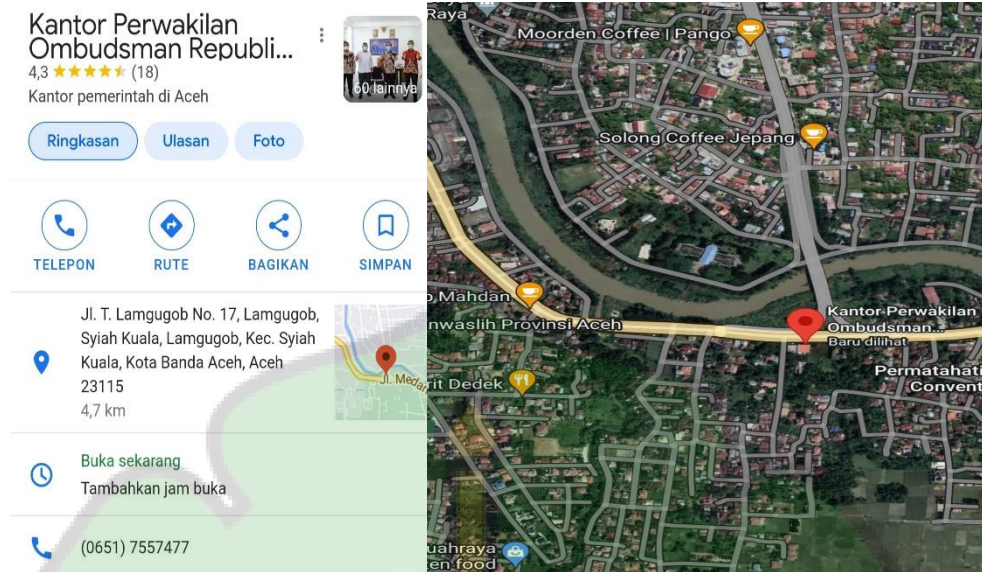 Kantor Perwakilan
Ombudsman Republi...
4,3 (18)
Kantor pemerintah di Aceh
60 lainnya
Ringkasan
Ulasan
Foto
TELEPON
RUTE
BAGIKAN
SIMPAN
Jl. T. Lamgugob No. 17, Lamgugob,
Syiah Kuala, Lamgugob, Kec. Syiah
Kuala, Kota Banda Aceh, Aceh
23115
4,7 km
Jl. Medan
Buka sekarang
Tambahkan jam buka
(0651) 7557477
Raya
Moorden Coffee | Pango
Solong Coffee Jepang
o Mahdan
nwaslih Provinsi Aceh
Kantor Perwakilan
Ombudsman...
Baru dilihat
rit Dedek
Permatahati
Convent
uahraya
en food